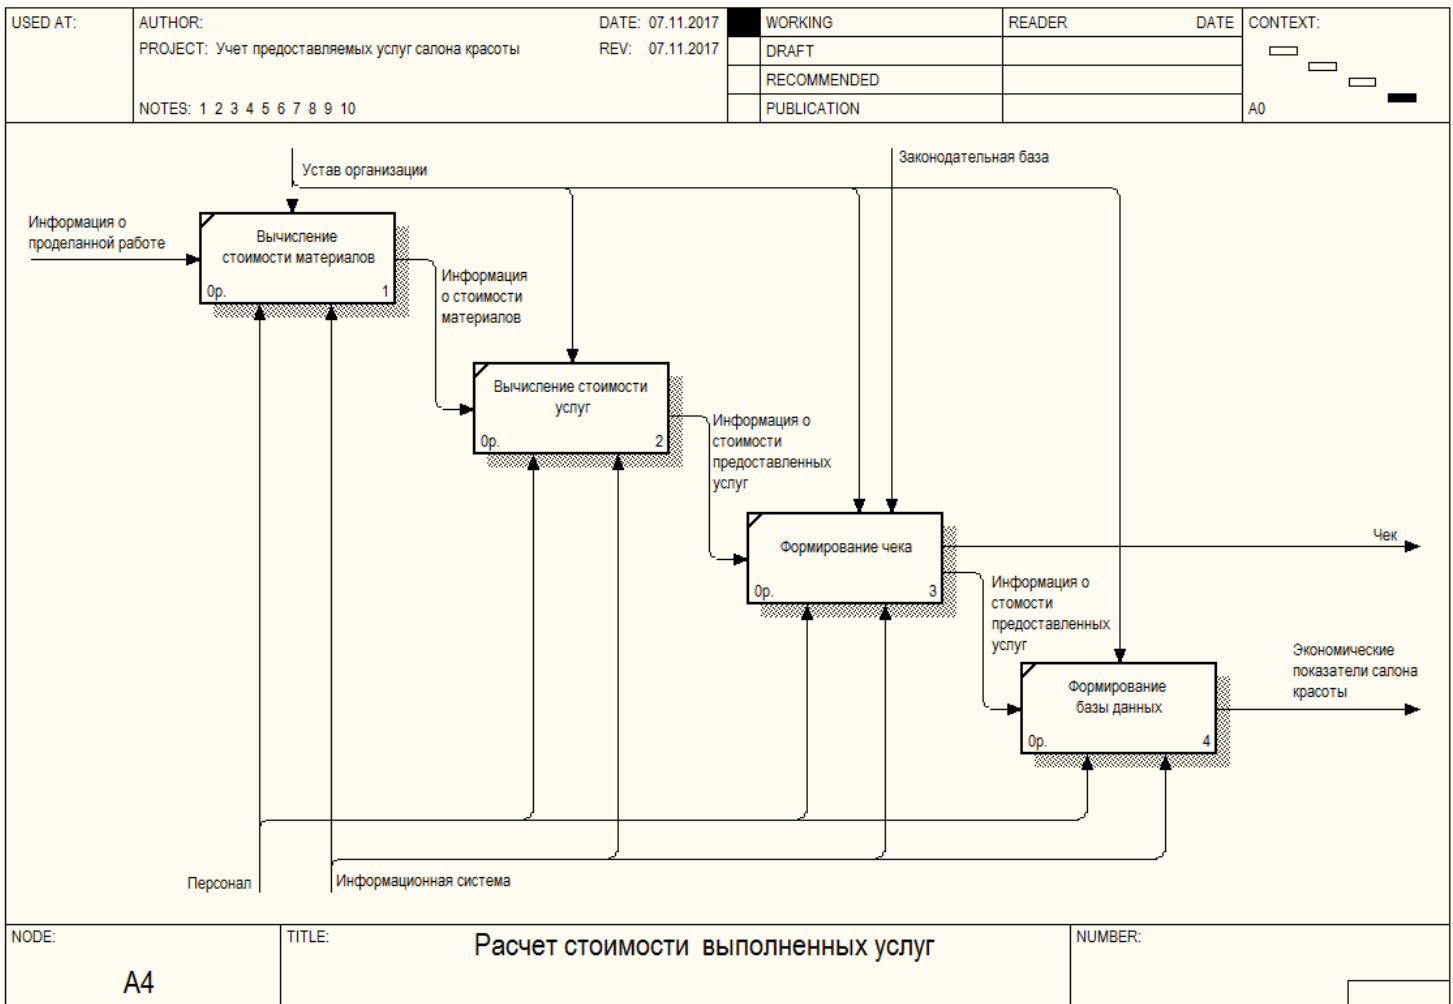 USED AT:
AUTHOR:
DATE: 07.11.2017
PROJECT: Учет предоставляемых услуг салона красоты
REV: 07.11.2017
NOTES: 1 2 3 4 5 6 7 8 9 10
WORKING
DRAFT
RECOMMENDED
PUBLICATION
READER
DATE
CONTEXT:
A0
Устав организации
Законодательная база
Информация о
проделанной работе
Вычисление
стоимости материалов
0р.
1
Информация
о стоимости
материалов
Вычисление стоимости
услуг
0р.
2
Информация о
стоимости
предоставленных
услуг
Формирование чека
0р.
3
Чек
Информация о
стомости
предоставленных
услуг
Формирование
базы данных
0р.
4
Экономические
показатели салона
красоты
Персонал
Информационная система
NODE:
A4
TITLE:
Расчет стоимости выполненных услуг
NUMBER: